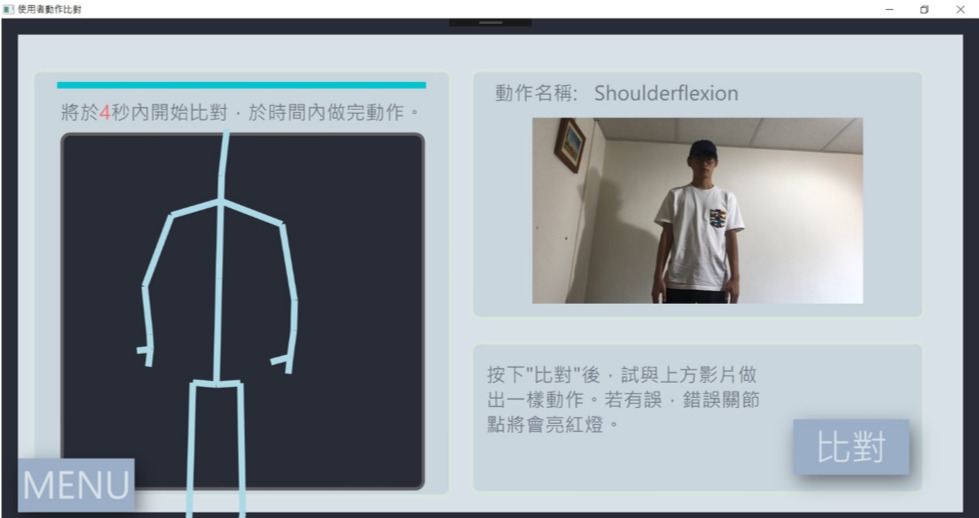 使用者動作比對
將於4秒內開始比對，於時間內做完動作。
動作名稱： Shoulderflexion
按下"比對"後，試與上方影片做
出一樣動作。若有誤，錯誤關節
點將會亮紅燈。
比對
MENU